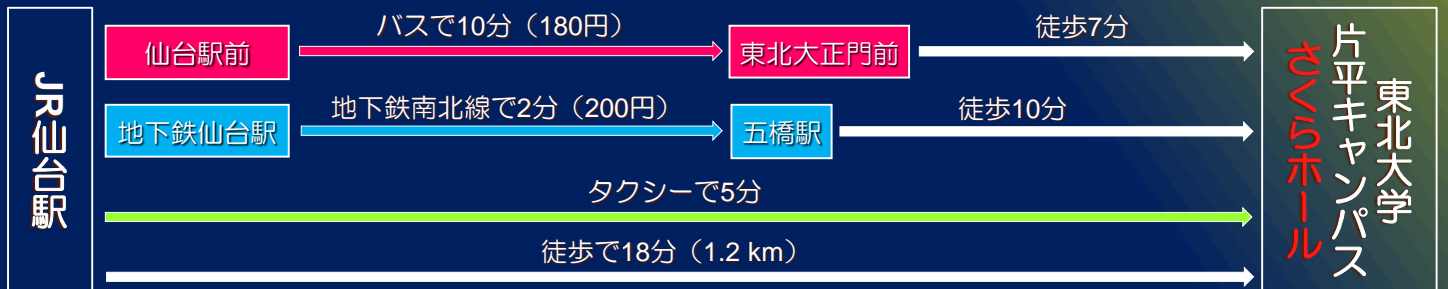 JR仙台駅
仙台駅前
バスで10分（180円）
東北大正門前
徒歩7分
地下鉄仙台駅
地下鉄南北線で2分（200円）
五橋駅
徒歩10分
タクシーで5分
徒歩で18分（1.2 km）
東北大学
片平キャンパス
さくらホール